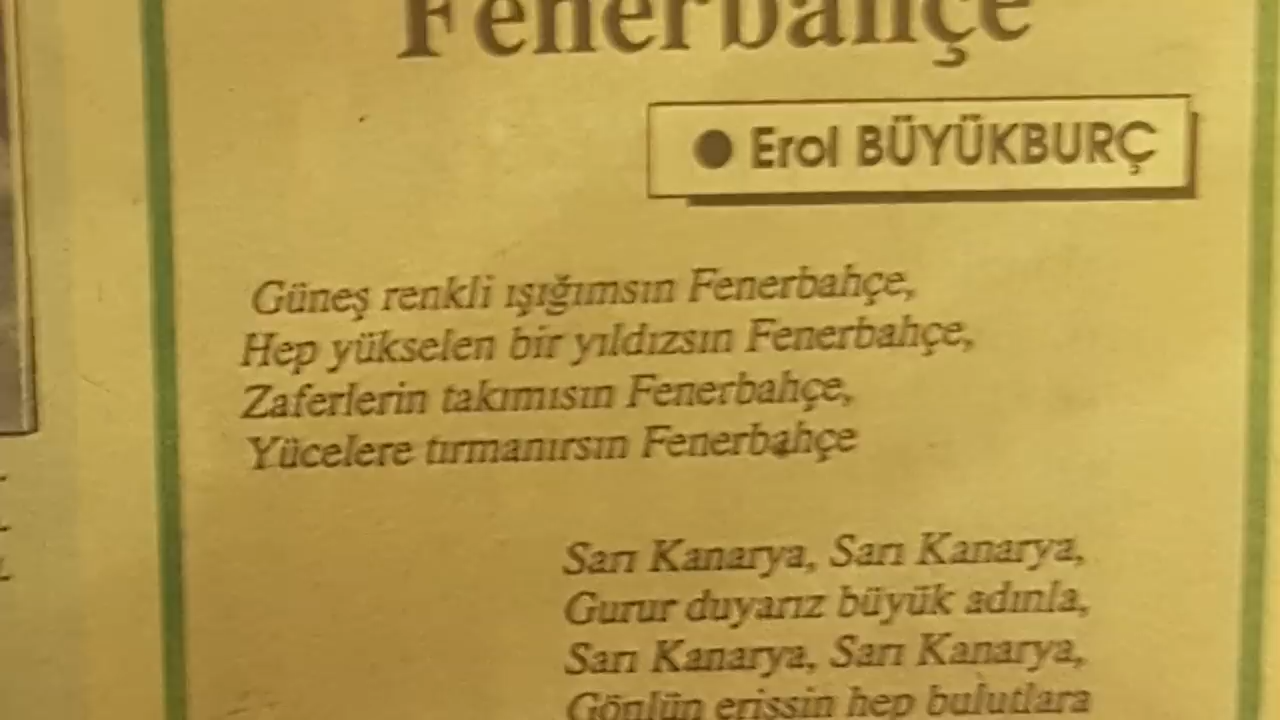 Fenerbahçe
● Erol BÜYÜKBURÇ
Güneş renkli ışığımsın Fenerbahçe,
Hep yükselen bir yıldızsın Fenerbahçe,
Zaferlerin takımısın Fenerbahçe,
Yücelere tırmanırsın Fenerbahçe
Sarı Kanarya, Sarı Kanarya,
Gurur duyarız büyük adınla,
Sarı Kanarya, Sarı Kanarya,
Gönlün erişsin hep bulutlara